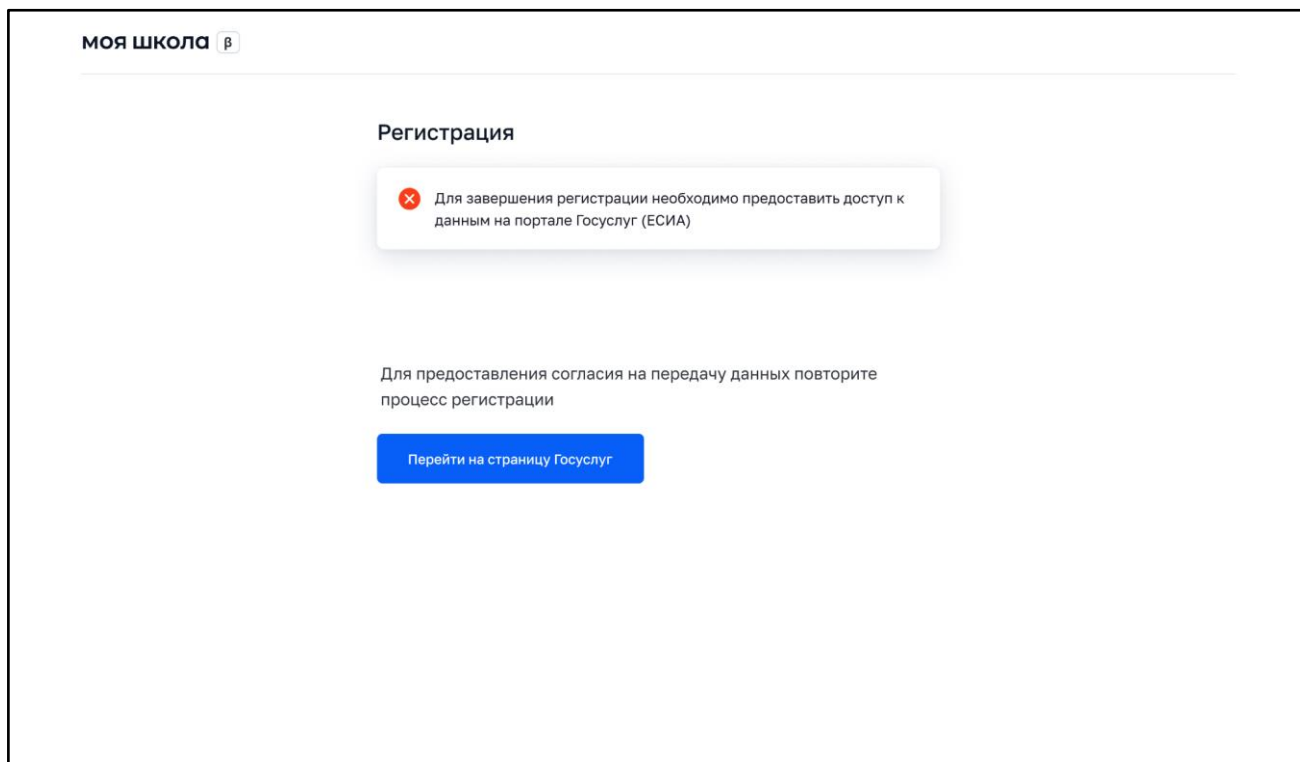 моя школа β
Регистрация
Для завершения регистрации необходимо предоставить доступ к
данным на портале Госуслуг (ЕСИА)
Для предоставления согласия на передачу данных повторите
процесс регистрации
Перейти на страницу Госуслуг